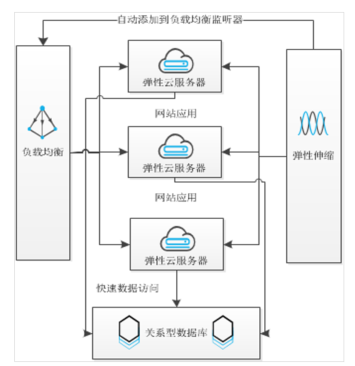 自动添加到负载均衡监听器
弹性云服务器
网站应用
负载均衡
弹性伸缩
弹性云服务器
网站应用
弹性云服务器
快速数据访问
关系型数据库